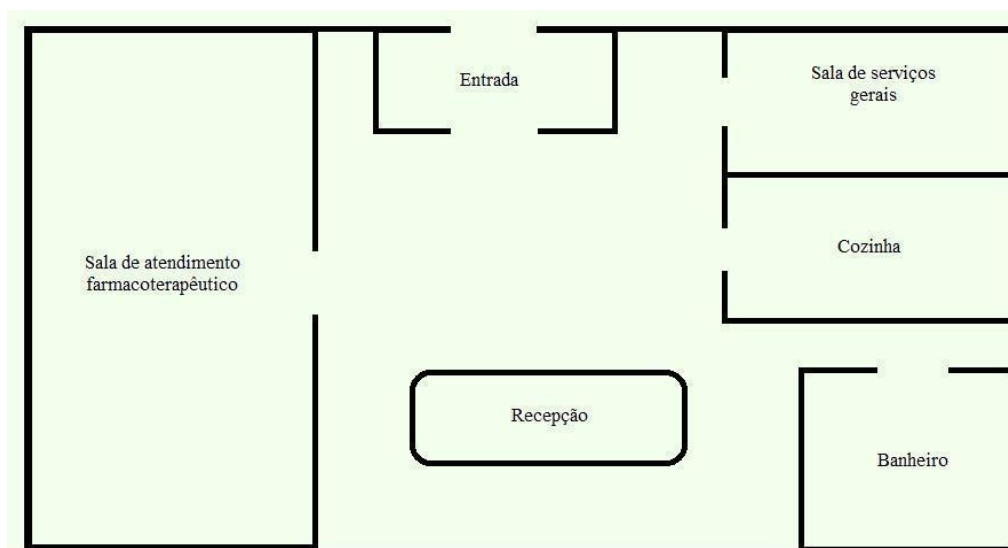 Entrada
Sala de serviços
gerais
Sala de atendimento
farmacoterapêutico
Cozinha
Recepção
Banheiro